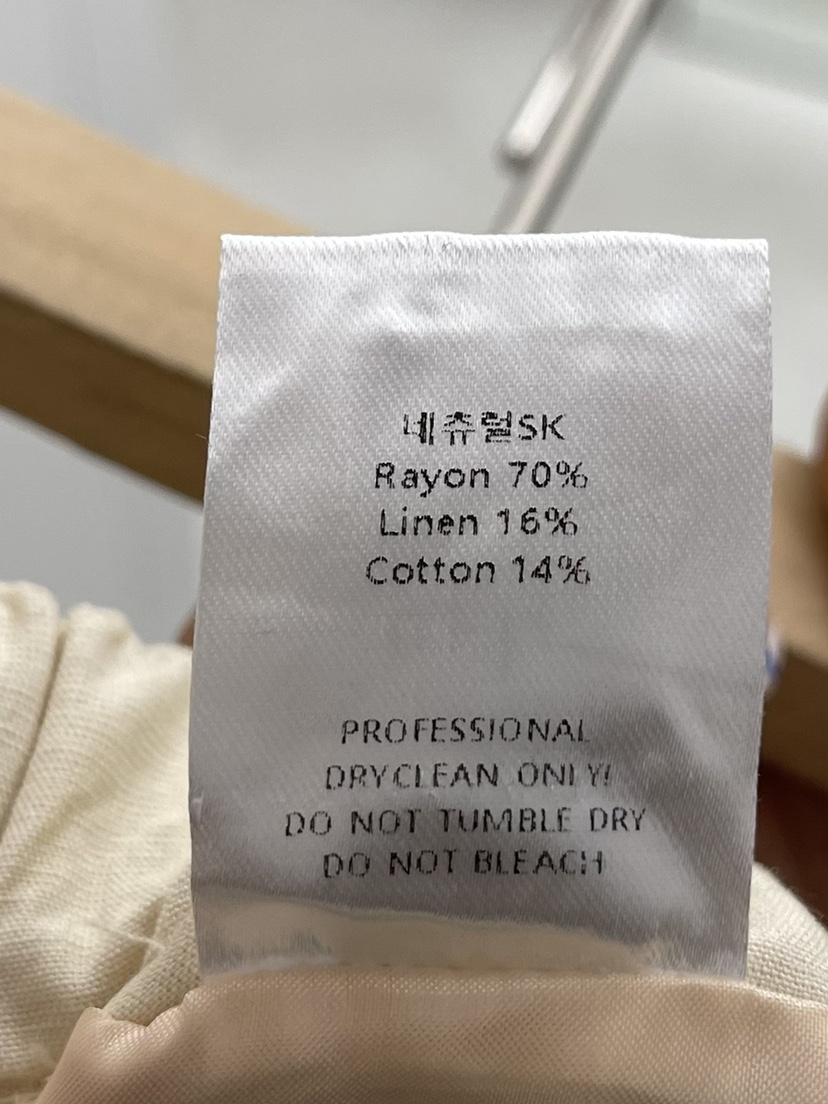 네츄럴SK
Rayon 70%
Linen 16%
Cotton 14%
PROFESSIONAL
DRYCLEAN ONLY!
DO NOT TUMBLE DRY
DO NOT BLEACH